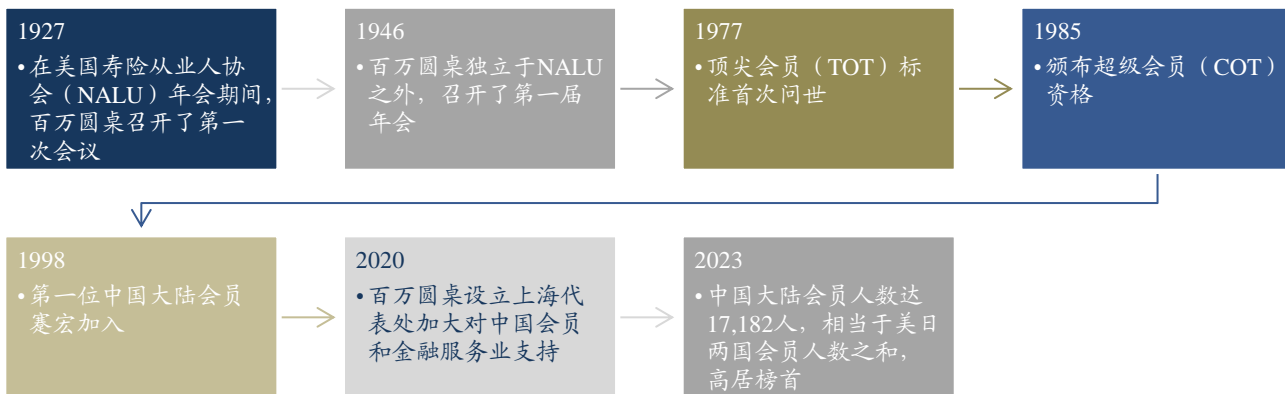 1927
•在美国寿险从业人协
会（NALU）年会期间，
百万圆桌召开了第一
次会议
1946
•百万圆桌独立于NALU
之外，召开了第一届
年会
1977
•顶尖会员（TOT）标
准首次问世
1985
•颁布超级会员（COT）
资格
1998
•第一位中国大陆会员
蹇宏加入
2020
•百万圆桌设立上海代
表处加大对中国会员
和金融服务业支持
2023
•中国大陆会员人数达
17,182人，相当于美日
两国会员人数之和，
高居榜首